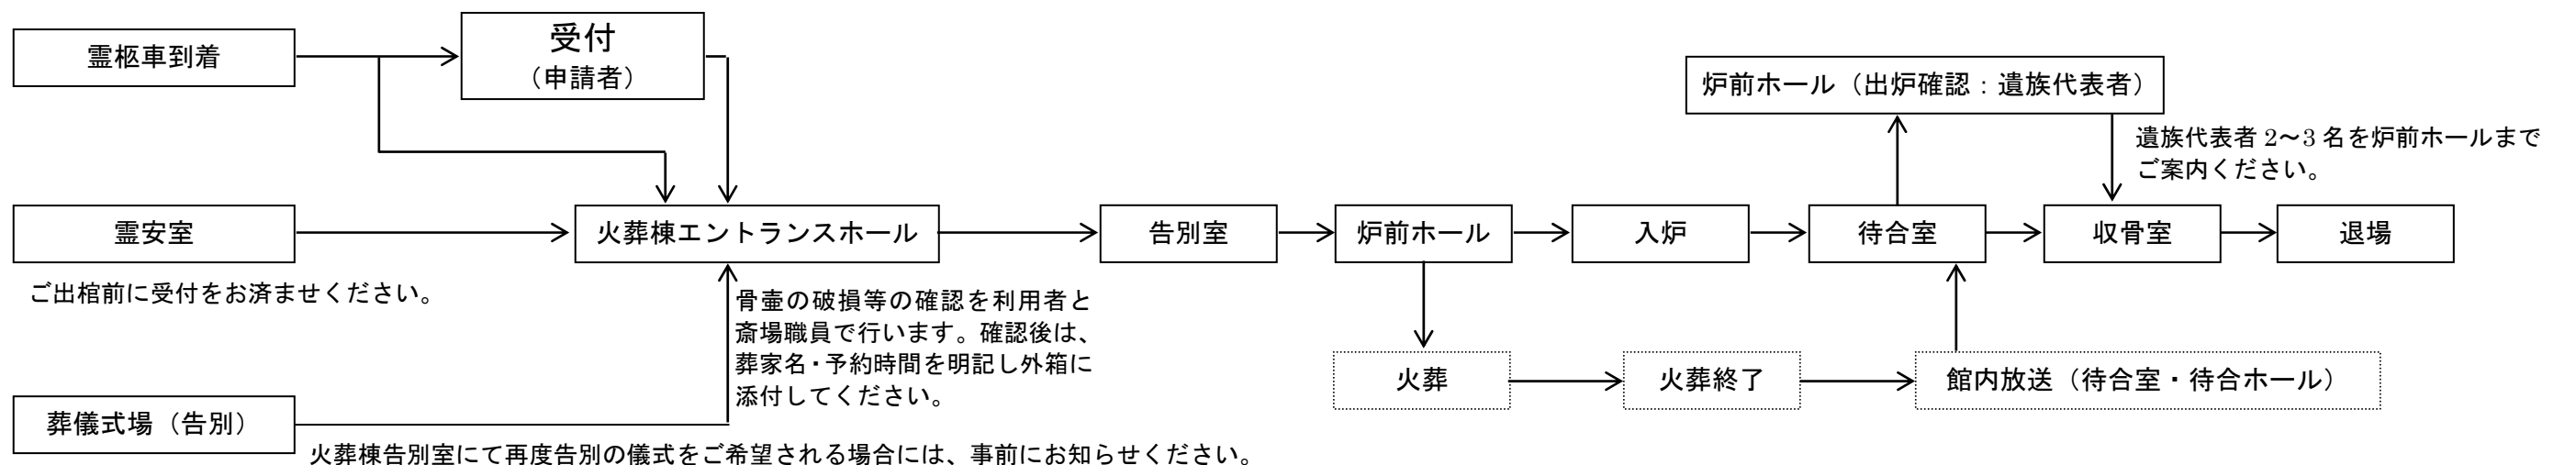 霊柩車到着
受付
（申請者）
炉前ホール（出炉確認：遺族代表者）
遺族代表者 2～3 名を炉前ホールまで
ご案内ください。
霊安室
火葬棟エントランスホール
告別室
炉前ホール
入炉
待合室
収骨室
退場
ご出棺前に受付をお済ませください。
骨壷の破損等の確認を利用者と
斎場職員で行います。確認後は、
葬家名・予約時間を明記し外箱に
添付してください。
火葬
火葬終了
館内放送（待合室・待合ホール）
葬儀式場（告別）
火葬棟告別室にて再度告別の儀式をご希望される場合には、事前にお知らせください。